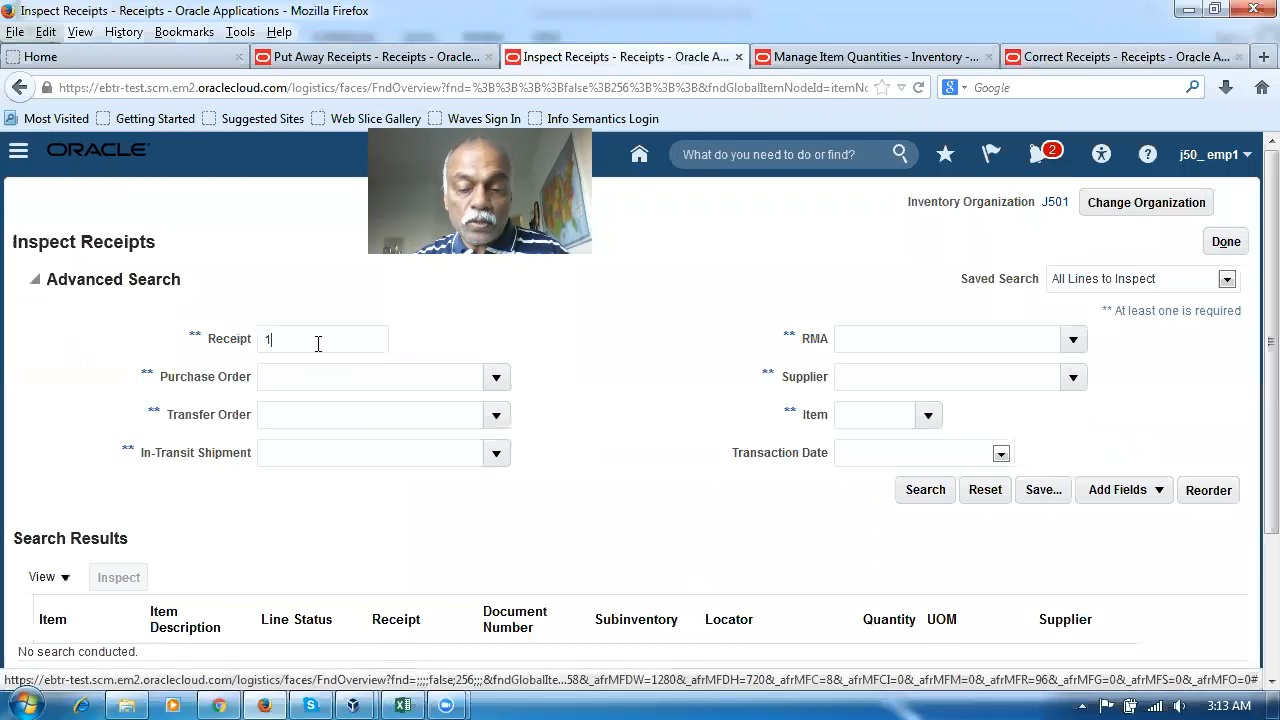 Inspect Receipts - Receipts - Oracle Applications - Mozilla Firefox
File Edit View History Bookmarks Tools Help
Home
Put Away Receipts - Receipts - Oracle...
Inspect Receipts - Receipts - Oracle A...
Manage Item Quantities - Inventory -...
Correct Receipts - Receipts - Oracle A...
https://ebtr-test.scm.em2.oraclecloud.com/logistics/faces/FndOverview?fnd=%3B%3B%3B%3Bfalse%3B256%3B%3B%3B&fndGlobalItemNodeId=itemNo
Google
Most Visited Getting Started Suggested Sites Web Slice Gallery Waves Sign In Info Semantics Login
ORACLE
What do you need to do or find?
2
j50_emp1
Inventory Organization J501 Change Organization
Inspect Receipts
Done
Advanced Search
Saved Search All Lines to Inspect
** At least one is required
** Receipt 1
** RMA
** Purchase Order
** Supplier
** Transfer Order
** Item
** In-Transit Shipment
Transaction Date
Search Reset Save... Add Fields Reorder
Search Results
View Inspect
Item Item Description Line Status Receipt Document Number Subinventory Locator Quantity UOM Supplier
No search conducted.
https://ebtr-test.scm.em2.oraclecloud.com/logistics/faces/FndOverview?fnd=;;;;false;256;;;&fndGlobalIte...58&_afrMFDW=1280&_afrMFDH=720&_afrMFC=8&_afrMFCI=0&_afrMFM=0&_afrMFR=96&_afrMFG=0&_afrMFS=0&_afrMFO=0#
3:13 AM